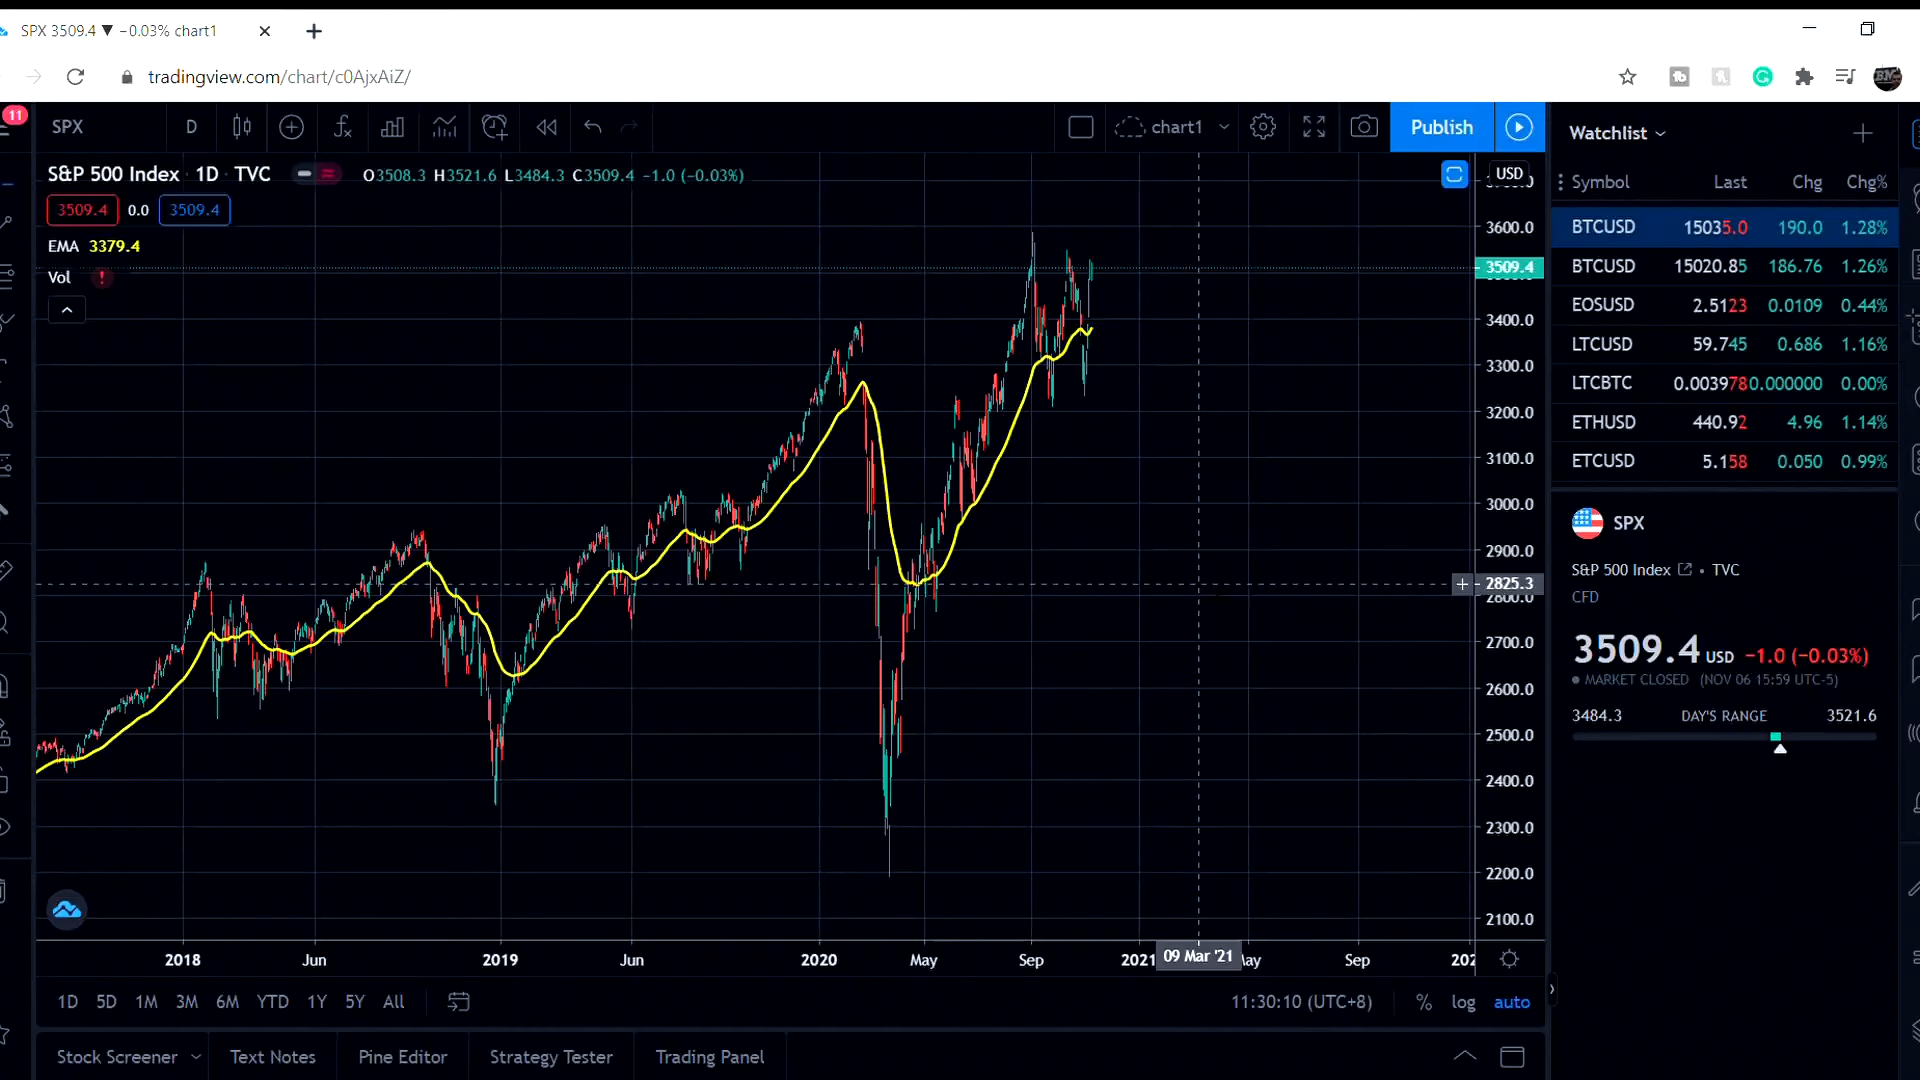 SPX 3509.4 ▼ −0.03% chart1
tradingview.com/chart/c0AjxAiZ/
11
SPX D chart1 Publish
S&P 500 Index · 1D · TVC O3508.3 H3521.6 L3484.3 C3509.4 −1.0 (−0.03%)
3509.4 0.0 3509.4
EMA 3379.4
Vol !
USD
3600.0
3509.4
3400.0
3300.0
3200.0
3100.0
3000.0
2900.0
2825.3
2800.0
2700.0
2600.0
2500.0
2400.0
2300.0
2200.0
2100.0
2018 Jun 2019 Jun 2020 May Sep 2021 09 Mar '21 Sep
1D 5D 1M 3M 6M YTD 1Y 5Y All 11:30:10 (UTC+8) % log auto
Stock Screener Text Notes Pine Editor Strategy Tester Trading Panel
Watchlist
Symbol Last Chg Chg%
BTCUSD 15035.0 190.0 1.28%
BTCUSD 15020.85 186.76 1.26%
EOSUSD 2.5123 0.0109 0.44%
LTCUSD 59.745 0.686 1.16%
LTCBTC 0.003978 0.000000 0.00%
ETHUSD 440.92 4.96 1.14%
ETCUSD 5.158 0.050 0.99%
SPX
S&P 500 Index • TVC
CFD
3509.4 USD −1.0 (−0.03%)
MARKET CLOSED (NOV 06 15:59 UTC-5)
3484.3 DAY'S RANGE 3521.6